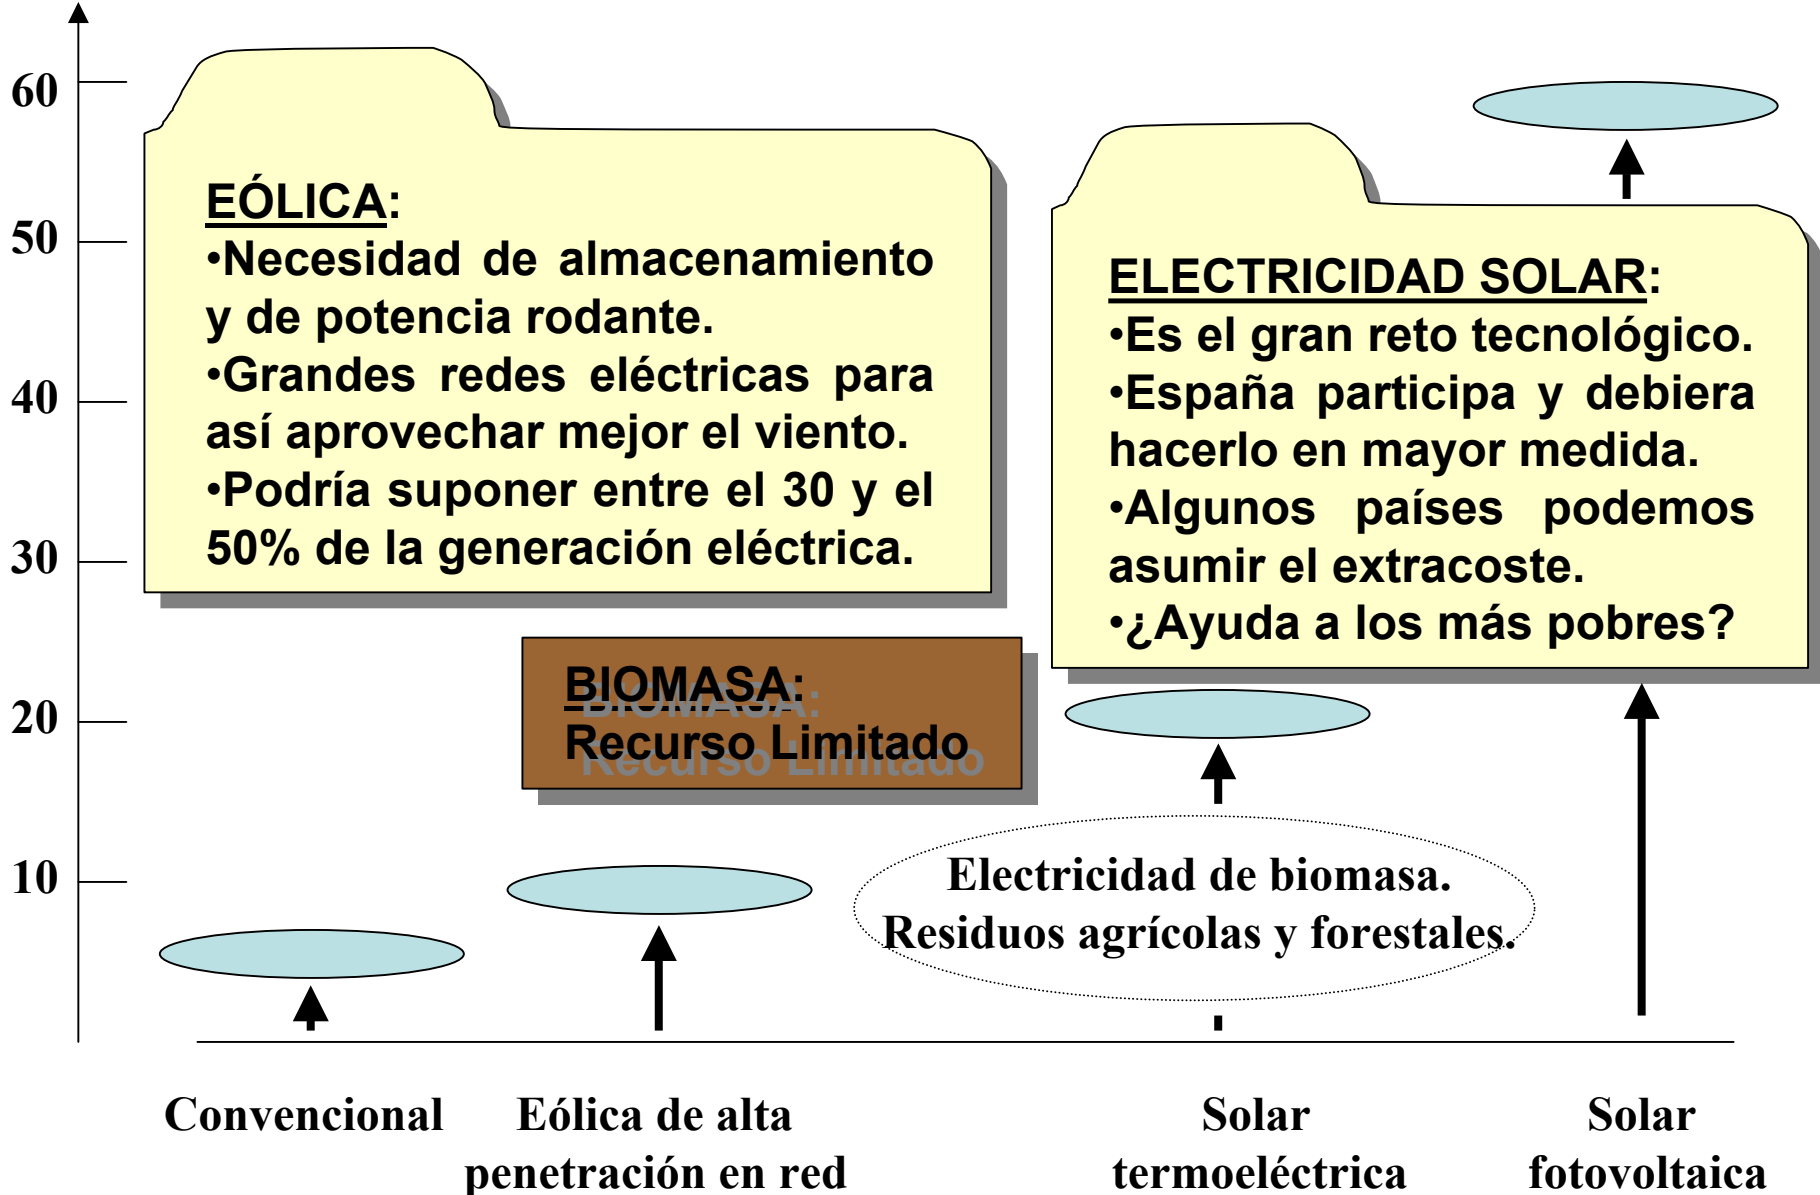 60
50
40
30
20
10
EÓLICA:
•Necesidad de almacenamiento
y de potencia rodante.
•Grandes redes eléctricas para
así aprovechar mejor el viento.
•Podría suponer entre el 30 y el
50% de la generación eléctrica.
ELECTRICIDAD SOLAR:
•Es el gran reto tecnológico.
•España participa y debiera
hacerlo en mayor medida.
•Algunos países podemos
asumir el extracoste.
•¿Ayuda a los más pobres?
BIOMASA:
Recurso Limitado
Electricidad de biomasa.
Residuos agrícolas y forestales.
Convencional
Eólica de alta
penetración en red
Solar
termoeléctrica
Solar
fotovoltaica